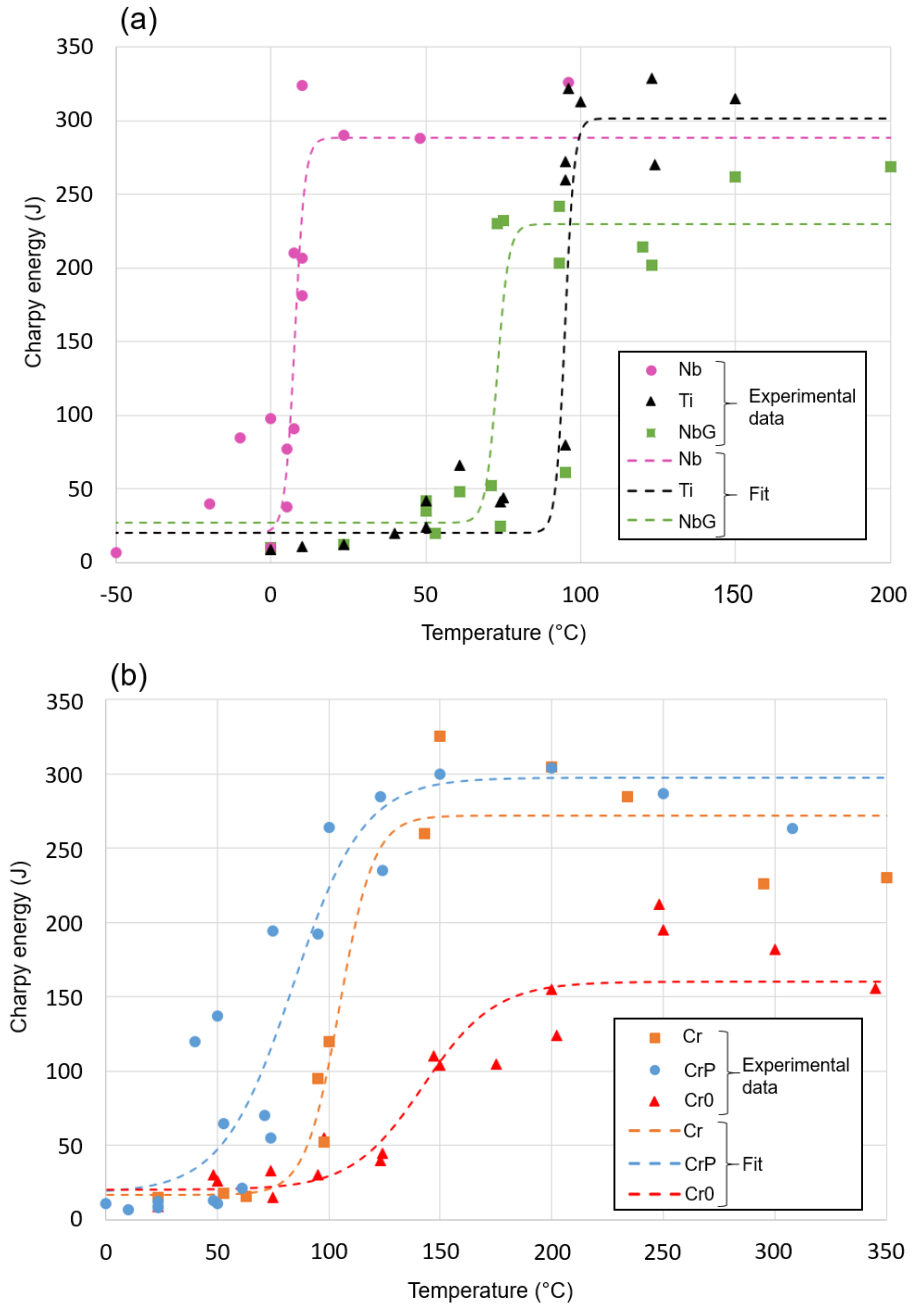 (a)
350
300
250
200
150
100
50
0
Charpy energy (J)
-50 0 50 100 150 200
Temperature (°C)
Nb
Ti
NbG
Experimental
data
Nb
Ti
NbG
Fit
(b)
350
300
250
200
150
100
50
0
Charpy energy (J)
0 50 100 150 200 250 300 350
Temperature (°C)
Cr
CrP
Cr0
Experimental
data
Cr
CrP
Cr0
Fit